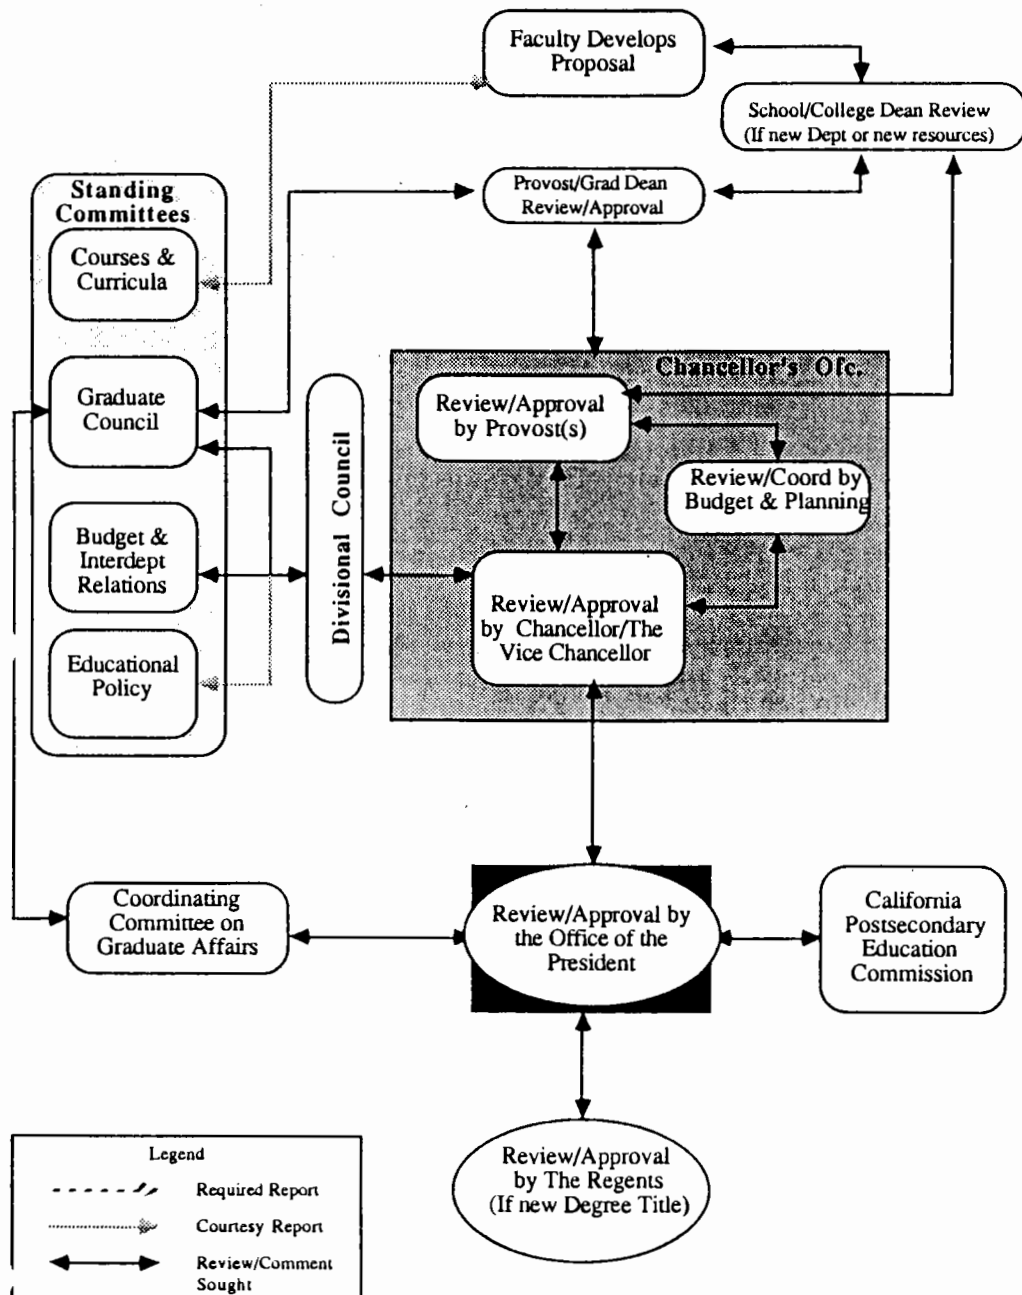 Faculty Develops
Proposal
School/College Dean Review
(If new Dept or new resources)
Provost/Grad Dean
Review/Approval
Standing
Committees
Courses &
Curricula
Graduate
Council
Budget &
Interdept
Relations
Educational
Policy
Divisional Council
Chancellor's Ofc.
Review/Approval
by Provost(s)
Review/Coord by
Budget & Planning
Review/Approval
by Chancellor/The
Vice Chancellor
Coordinating
Committee on
Graduate Affairs
Review/Approval by
the Office of the
President
California
Postsecondary
Education
Commission
Review/Approval
by The Regents
(If new Degree Title)
Legend
Required Report
Courtesy Report
Review/Comment
Sought